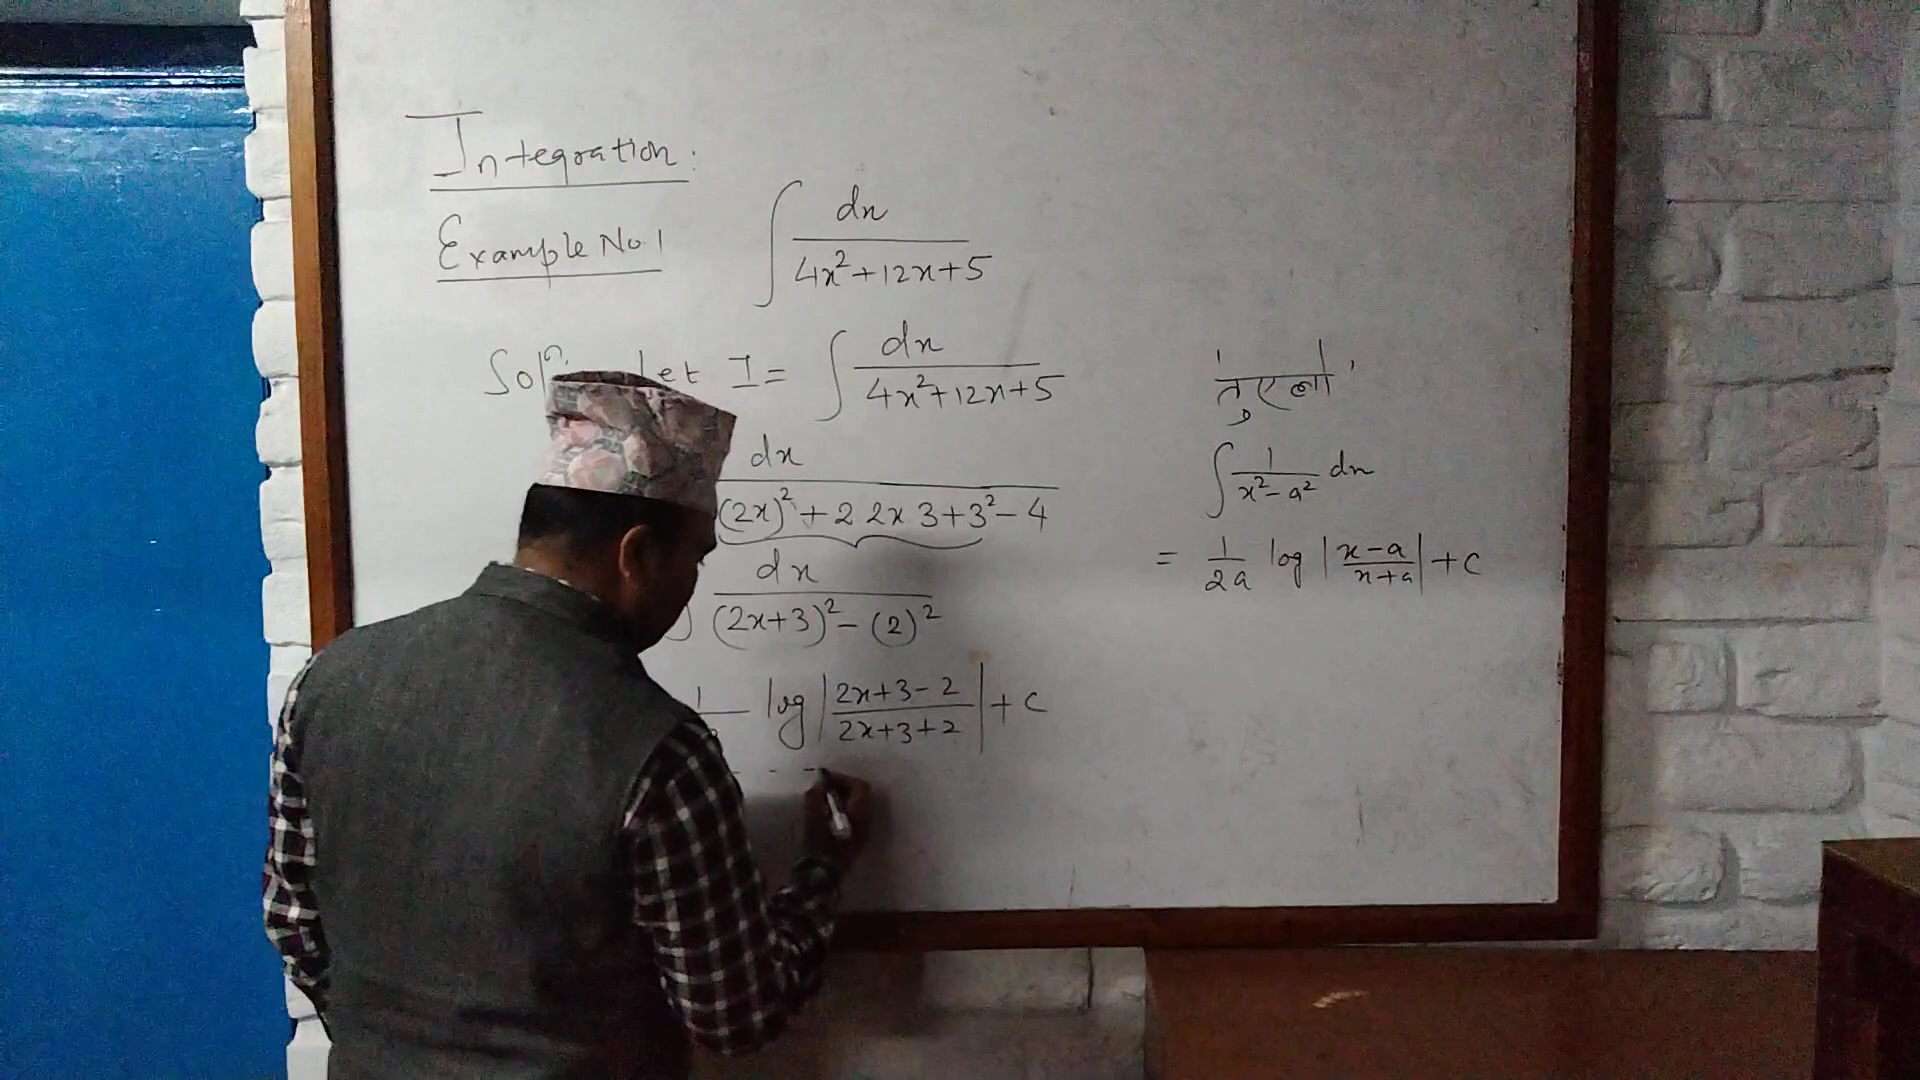 Integration:
Example No. 1 ∫ dx / (4x²+12x+5)
Solⁿ: Let I = ∫ dx / (4x²+12x+5)
dx / ((2x)²+2 2x 3+3²-4)
∫ dx / ((2x+3)²-(2)²)
1 log |(2x+3-2) / (2x+3+2)| + c
∫ 1/(x²-a²) dx
= 1/2a log |(x-a) / (x+a)| + c